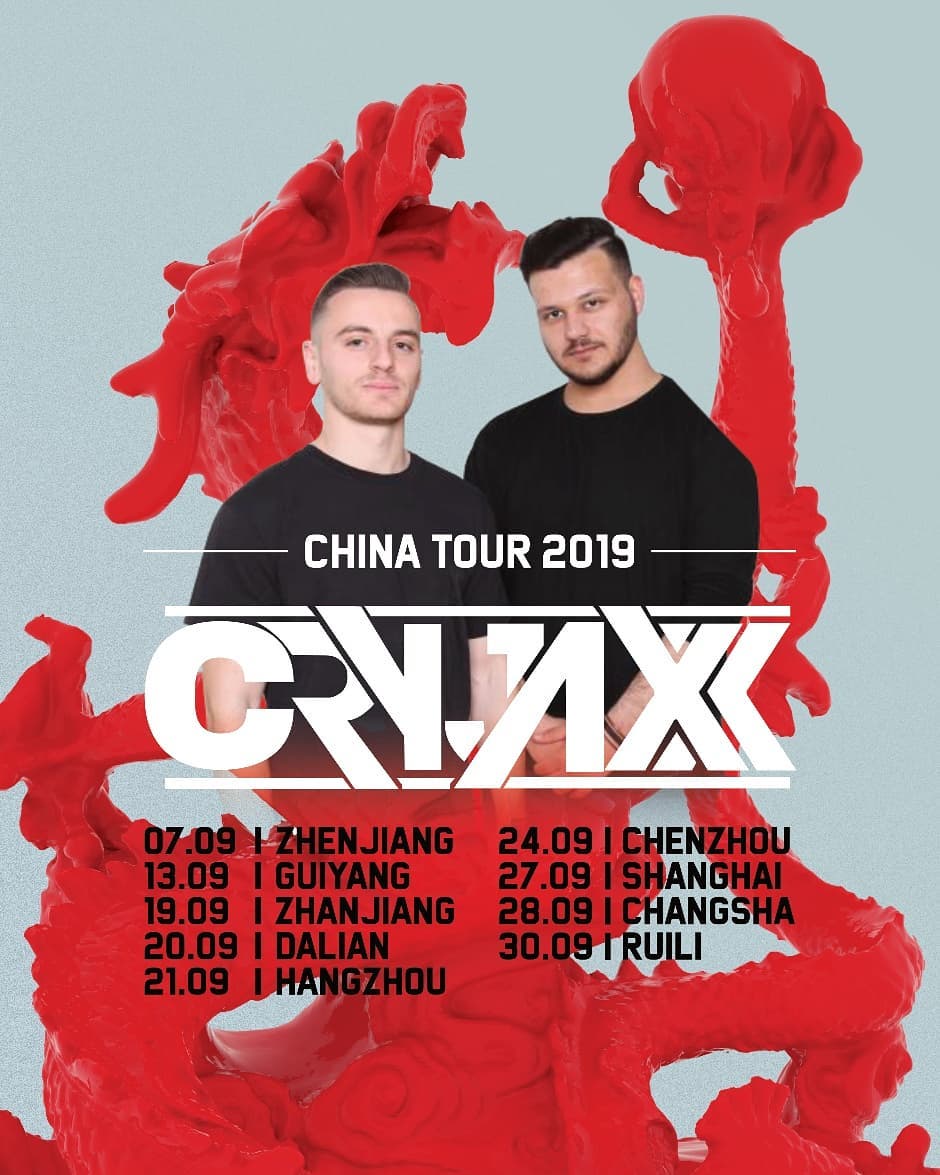 CHINA TOUR 2019
CRYJAXX
07.09 | ZHENJIANG
13.09 | GUIYANG
19.09 | ZHANJIANG
20.09 | DALIAN
21.09 | HANGZHOU
24.09 | CHENZHOU
27.09 | SHANGHAI
28.09 | CHANGSHA
30.09 | RUILI